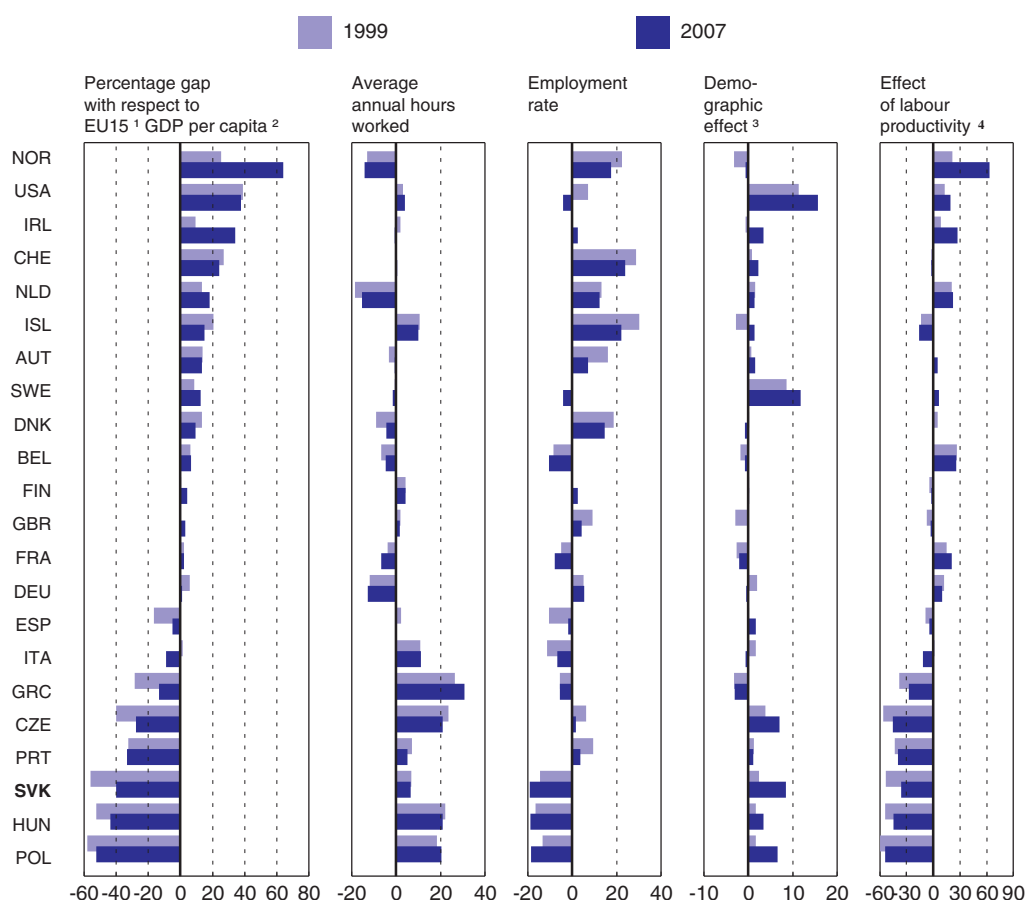 1999 2007
Percentage gap
with respect to
EU15 ¹ GDP per capita ²
Average
annual hours
worked
Employment
rate
Demo-
graphic
effect ³
Effect
of labour
productivity ⁴
NOR
USA
IRL
CHE
NLD
ISL
AUT
SWE
DNK
BEL
FIN
GBR
FRA
DEU
ESP
ITA
GRC
CZE
PRT
SVK
HUN
POL
-80 -60 -40 -20 0 20 40 60 80
-20 0 20 40
-20 0 20 40
-10 0 10 20
-60 -30 0 30 60 90